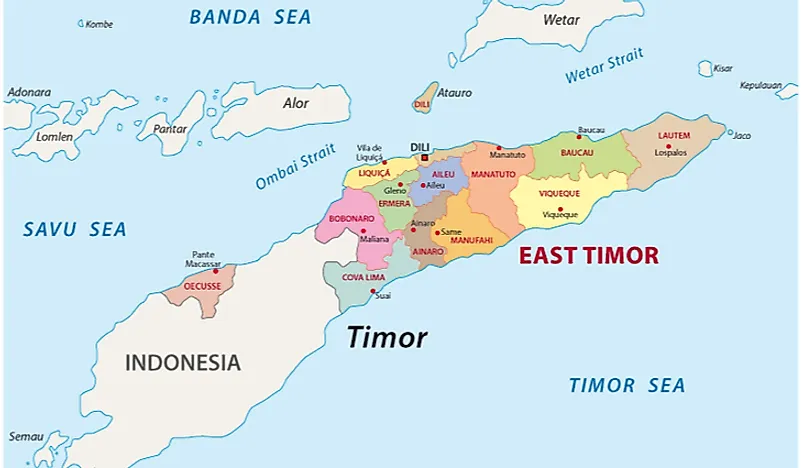 BANDA SEA
Kombe
Wetar
Wetar Strait
Kisar
Kepulauan
Adonara
Lomlen
Pantar
Alor
Atauro
DILI
Ombai Strait
Vila de
Liquiçá
DILI
Manatuto
Baucau
LAUTEM
Lospalos
Jaco
LIQUIÇÁ
AILEU
Aileu
MANATUTO
BAUCAU
Gleno
ERMERA
VIQUEQUE
Viqueque
BOBONARO
Maliana
Ainaro
Same
MANUFAHI
AINARO
SAVU SEA
EAST TIMOR
Pante
Macassar
OECUSSE
COVA LIMA
Suai
Timor
INDONESIA
TIMOR SEA
Semau